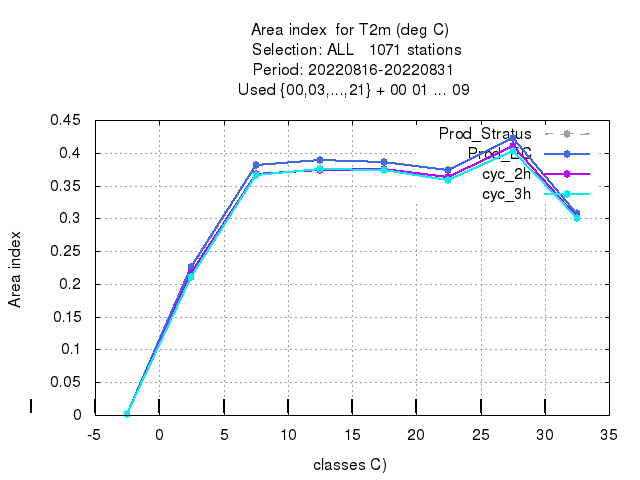 Area index  for T2m (deg C)
Selection: ALL   1071 stations
Period: 20220816-20220831
Used {00,03,...,21} + 00 01 ... 09
0.45
0.4
0.35
0.3
0.25
0.2
0.15
0.1
0.05
0
Area index
Prod_Stratus
cyc_2h
cyc_3h
-5 0 5 10 15 20 25 30 35
classes C)